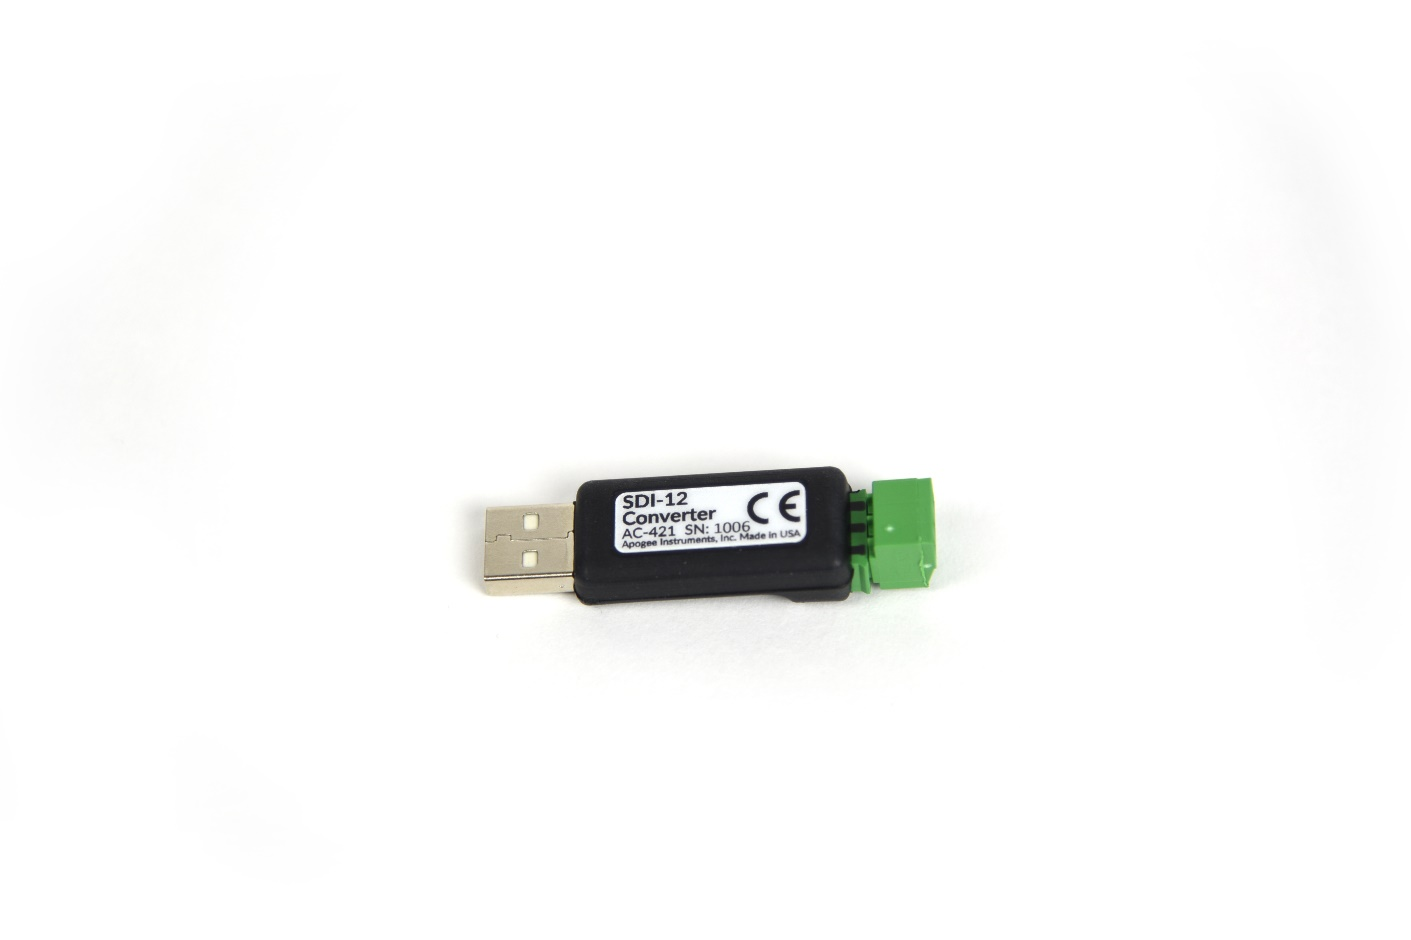 SDI-12
Converter
CE
AC-421 SN: 1006
Apogee Instruments, Inc. Made in USA